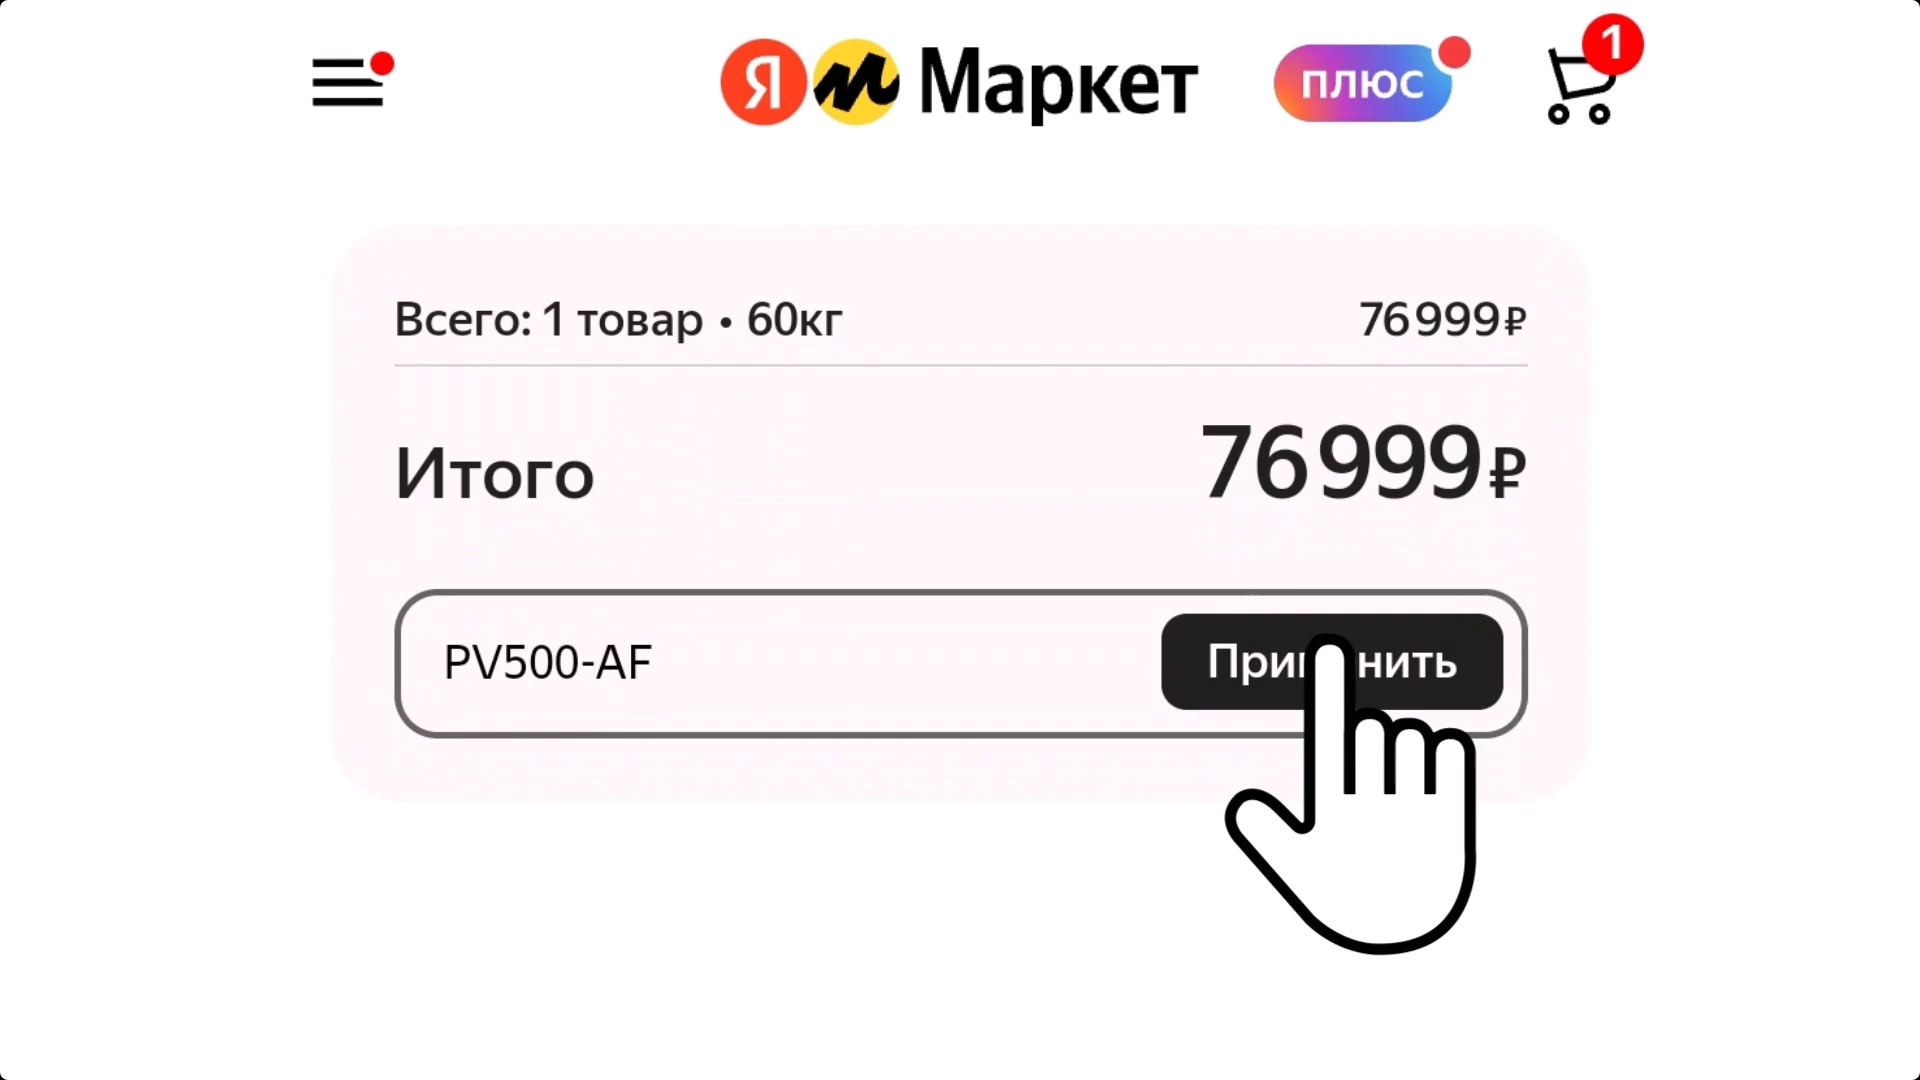 Я Маркет
плюс
1
Всего: 1 товар • 60кг
76 999 ₽
Итого
76 999 ₽
PV500-AF